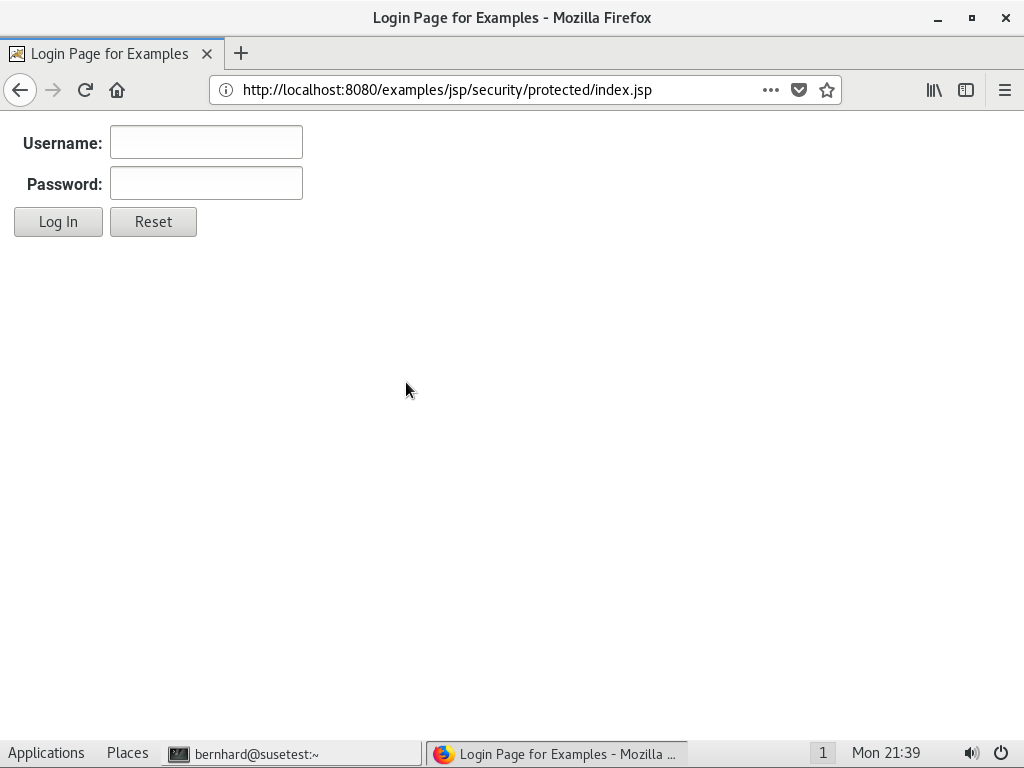 Login Page for Examples - Mozilla Firefox
Login Page for Examples
http://localhost:8080/examples/jsp/security/protected/index.jsp
Username:
Password:
Log In Reset
Applications Places bernhard@susetest:~ Login Page for Examples - Mozilla ... 1 Mon 21:39